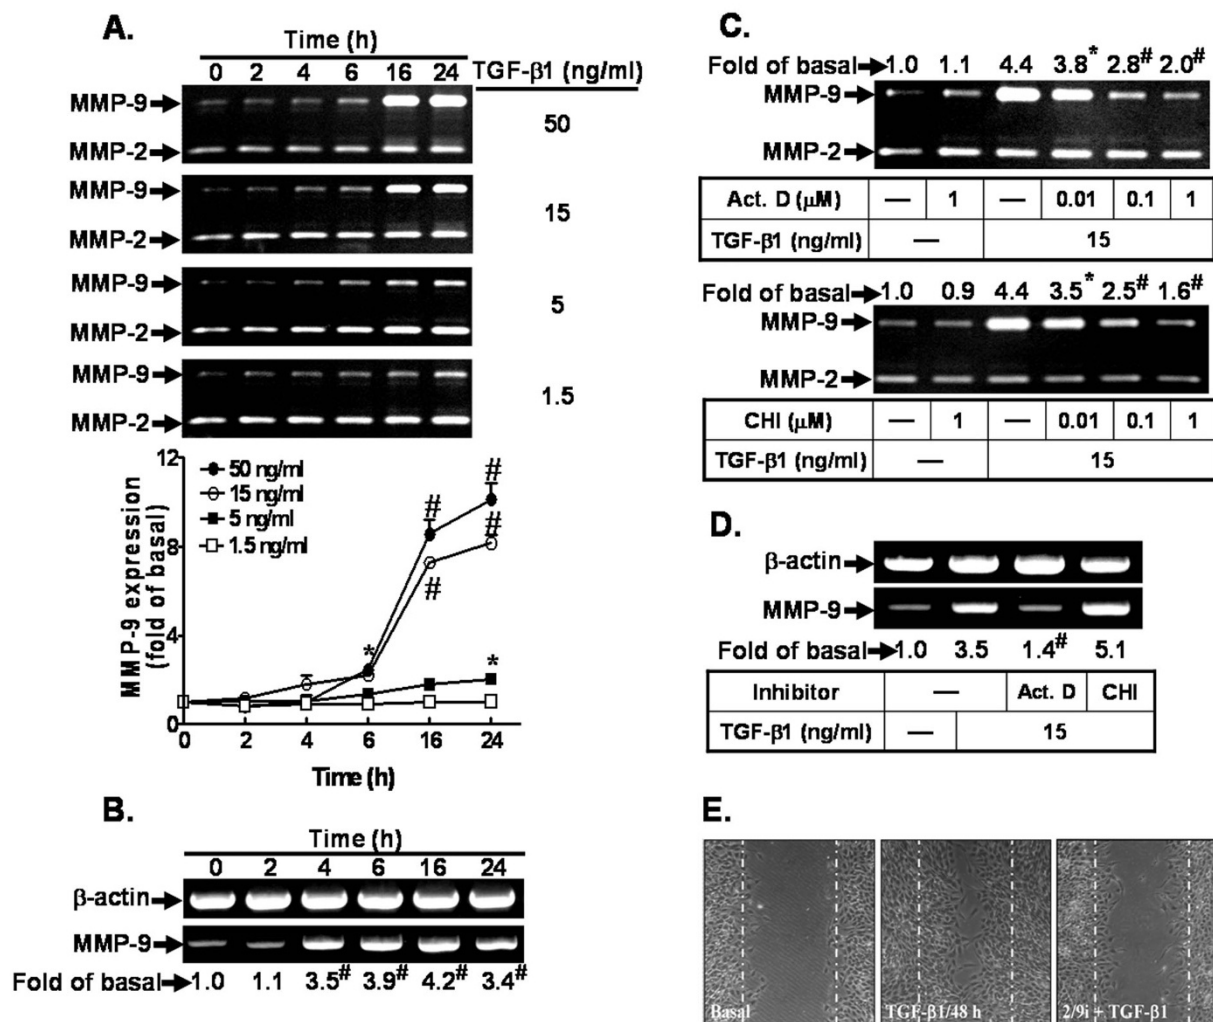 A.
Time (h)
0 2 4 6 16 24 TGF-β1 (ng/ml)
MMP-9
MMP-2
50
MMP-9
MMP-2
15
MMP-9
MMP-2
5
MMP-9
MMP-2
1.5
MMP-9 expression
(fold of basal)
12
8
4
0
50 ng/ml
15 ng/ml
5 ng/ml
1.5 ng/ml
# # # # * *
0 2 4 6 16 24
Time (h)
B.
Time (h)
0 2 4 6 16 24
β-actin
MMP-9
Fold of basal 1.0 1.1 3.5# 3.9# 4.2# 3.4#
C.
Fold of basal 1.0 1.1 4.4 3.8* 2.8# 2.0#
MMP-9
MMP-2
Act. D (μM) — 1 — 0.01 0.1 1
TGF-β1 (ng/ml) — 15
Fold of basal 1.0 0.9 4.4 3.5* 2.5# 1.6#
MMP-9
MMP-2
CHI (μM) — 1 — 0.01 0.1 1
TGF-β1 (ng/ml) — 15
D.
β-actin
MMP-9
Fold of basal 1.0 3.5 1.4# 5.1
Inhibitor — Act. D CHI
TGF-β1 (ng/ml) — 15
E.
Basal
TGF-β1/48 h
2/9i + TGF-β1